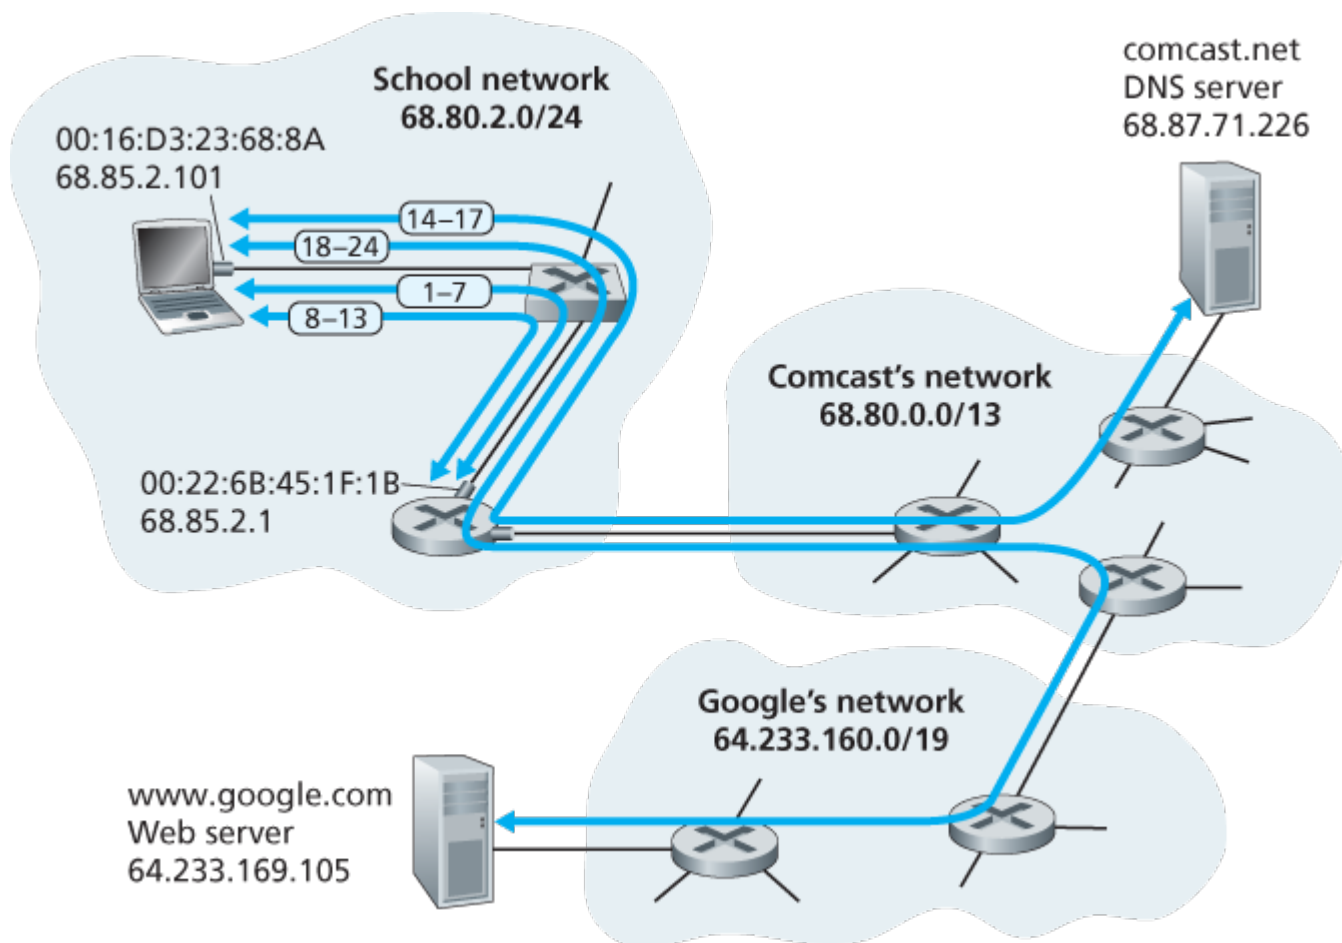 School network
68.80.2.0/24
00:16:D3:23:68:8A
68.85.2.101
14–17
18–24
1–7
8–13
00:22:6B:45:1F:1B
68.85.2.1
comcast.net
DNS server
68.87.71.226
Comcast's network
68.80.0.0/13
Google's network
64.233.160.0/19
www.google.com
Web server
64.233.169.105